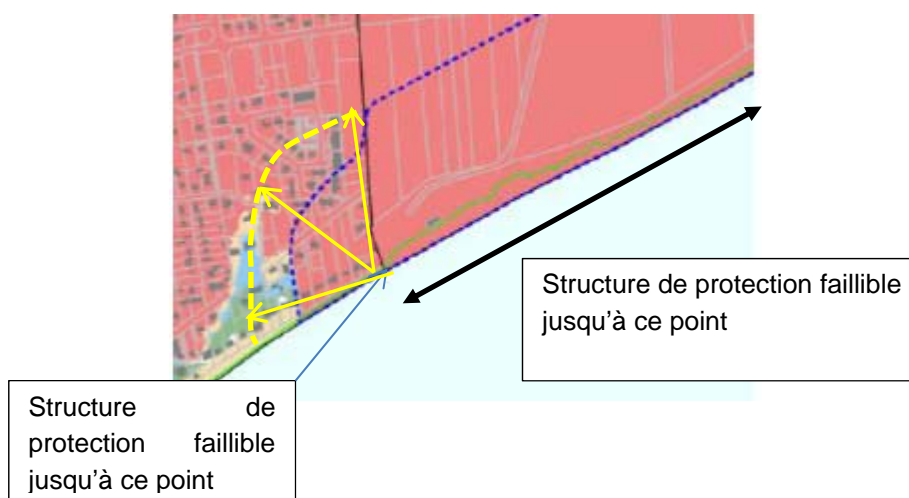 Structure de protection faillible
jusqu'à ce point
Structure de
protection faillible
jusqu'à ce point